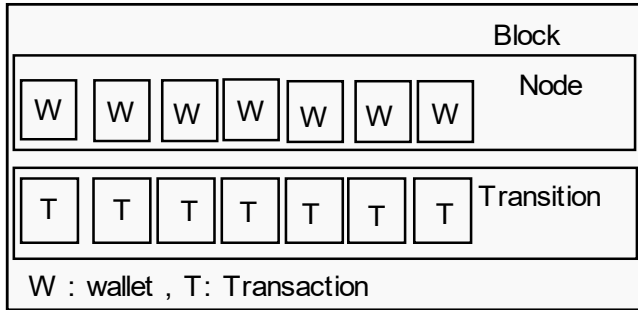 Block
Node
W W W W W W W
T T T T T T T
Transition
W : wallet , T: Transaction